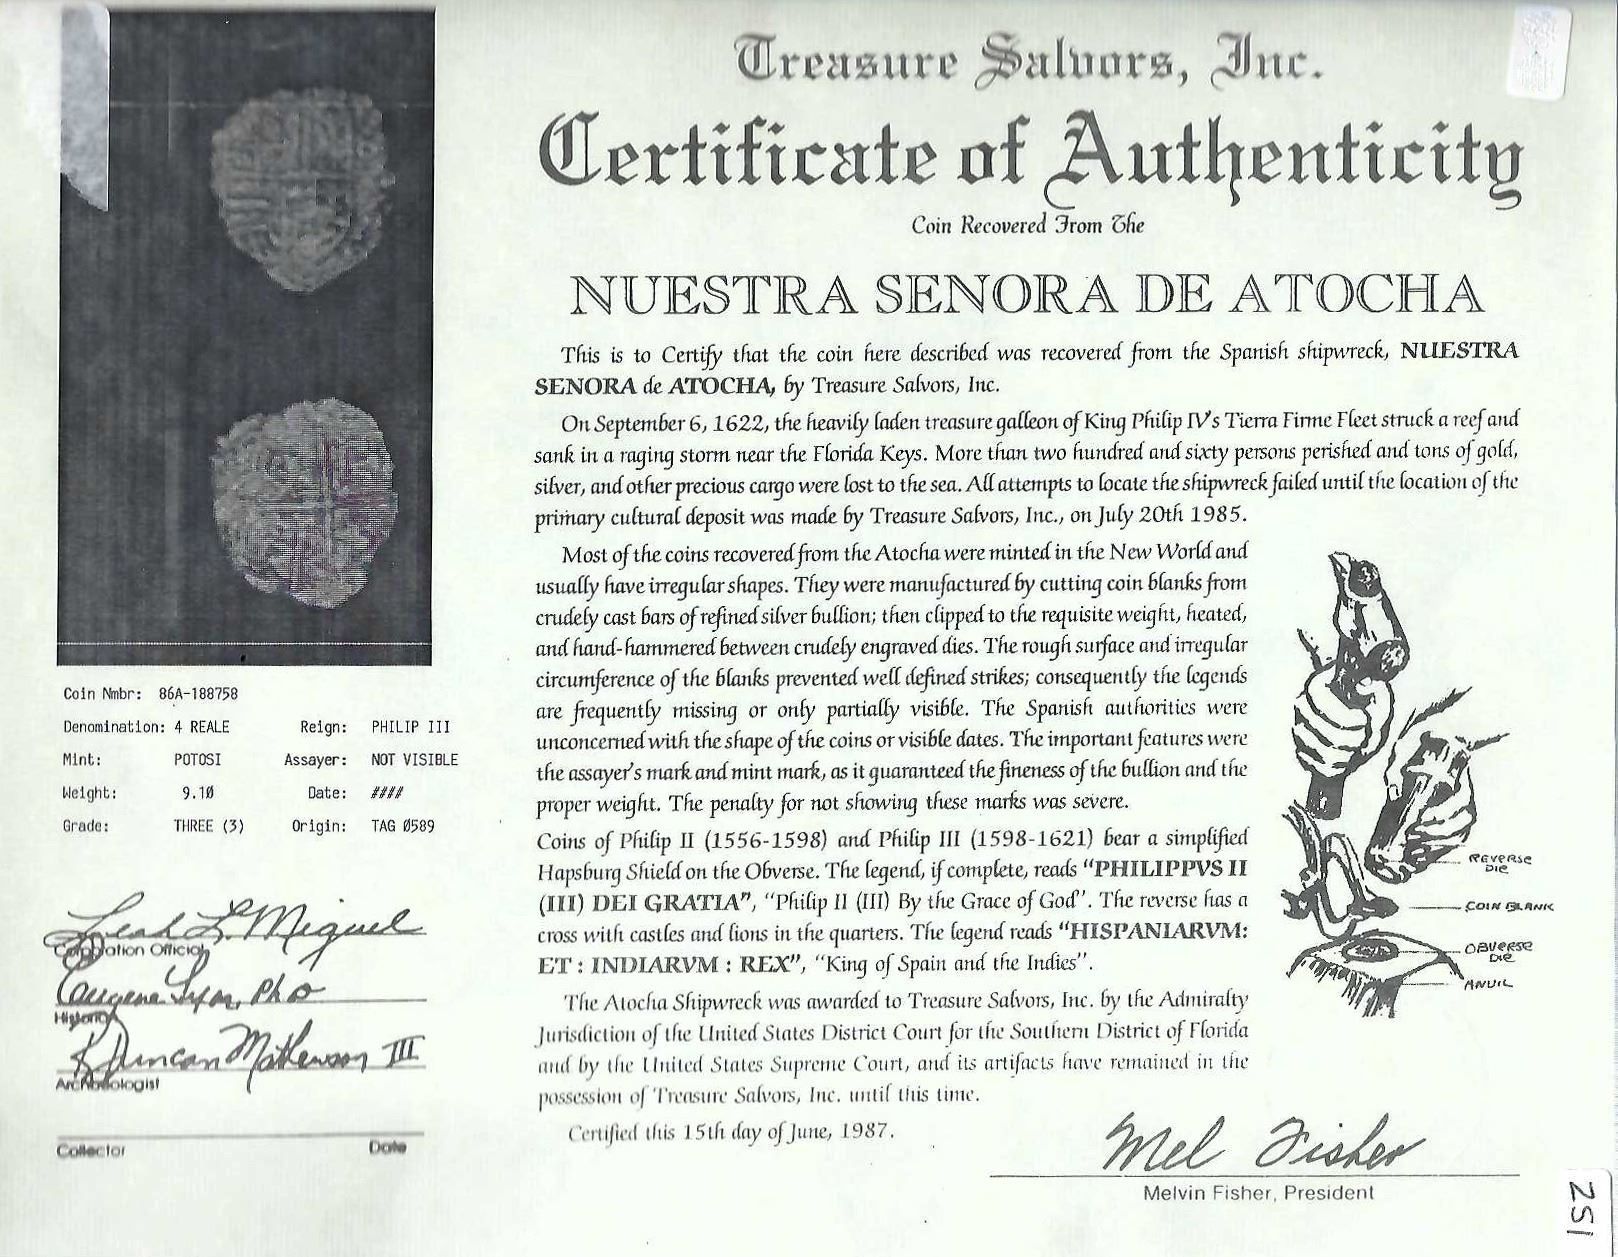 Treasure Salvors, Inc.
Certificate of Authenticity
Coin Recovered From The
NUESTRA SENORA DE ATOCHA
This is to Certify that the coin here described was recovered from the Spanish shipwreck, NUESTRA
SENORA de ATOCHA, by Treasure Salvors, Inc.
On September 6, 1622, the heavily laden treasure galleon of King Philip IV's Tierra Firme Fleet struck a reef and
sank in a raging storm near the Florida Keys. More than two hundred and sixty persons perished and tons of gold,
silver, and other precious cargo were lost to the sea. All attempts to locate the shipwreck failed until the location of the
primary cultural deposit was made by Treasure Salvors, Inc., on July 20th 1985.
Most of the coins recovered from the Atocha were minted in the New World and
usually have irregular shapes. They were manufactured by cutting coin blanks from
crudely cast bars of refined silver bullion; then clipped to the requisite weight, heated,
and hand-hammered between crudely engraved dies. The rough surface and irregular
circumference of the blanks prevented well defined strikes; consequently the legends
are frequently missing or only partially visible. The Spanish authorities were
unconcerned with the shape of the coins or visible dates. The important features were
the assayer's mark and mint mark, as it guaranteed the fineness of the bullion and the
proper weight. The penalty for not showing these marks was severe.
Coins of Philip II (1556-1598) and Philip III (1598-1621) bear a simplified
Hapsburg Shield on the Obverse. The legend, if complete, reads "PHILIPPVS II
(III) DEI GRATIA", "Philip II (III) By the Grace of God". The reverse has a
cross with castles and lions in the quarters. The legend reads "HISPANIARVM:
ET : INDIARVM : REX", "King of Spain and the Indies".
The Atocha Shipwreck was awarded to Treasure Salvors, Inc. by the Admiralty
Jurisdiction of the United States District Court for the Southern District of Florida
and by the United States Supreme Court, and its artifacts have remained in the
possession of Treasure Salvors, Inc. until this time.
Certified this 15th day of June, 1987.
REVERSE
DIE
COIN BLANK
OBVERSE
DIE
ANVIL
Mel Fisher
Melvin Fisher, President
Coin Nmbr: 86A-188758
Denomination: 4 REALE Reign: PHILIP III
Mint: POTOSI Assayer: NOT VISIBLE
Weight: 9.10 Date: ####
Grade: THREE (3) Origin: TAG 0589
Leah L. Miguel
Corporation Official
Eugene Lyon, PhD
Historian
R Duncan Mathewson III
Archaeologist
Collector Date
251